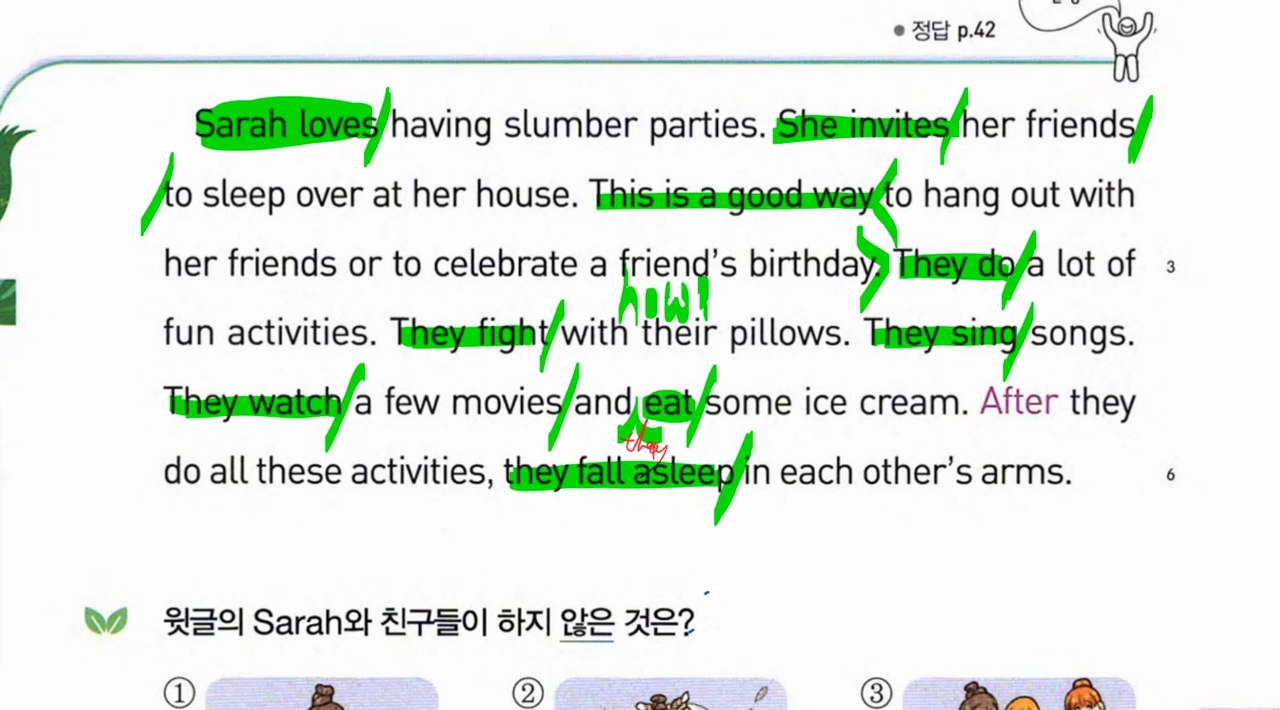 정답 p.42
Sarah loves having slumber parties. She invites her friends
to sleep over at her house. This is a good way to hang out with
her friends or to celebrate a friend's birthday. They do a lot of
3
how?
fun activities. They fight with their pillows. They sing songs.
They watch a few movies and eat some ice cream. After they
they
do all these activities, they fall asleep in each other's arms.
6
윗글의 Sarah와 친구들이 하지 않은 것은?
① ② ③